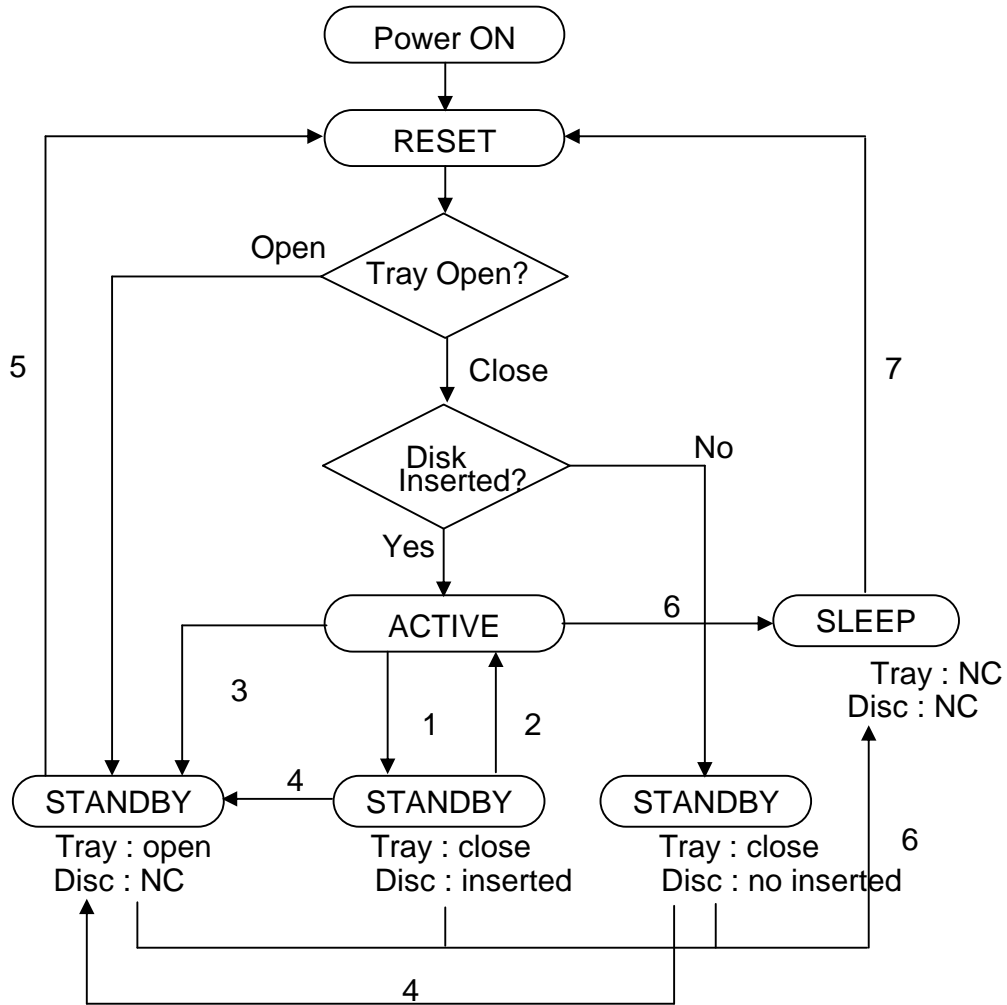 Power ON
RESET
Open
Tray Open?
5
7
Close
Disk
Inserted?
No
Yes
ACTIVE
6
SLEEP
Tray : NC
Disc : NC
3
1
2
STANDBY
4
STANDBY
STANDBY
Tray : open
Disc : NC
Tray : close
Disc : inserted
Tray : close
Disc : no inserted
6
4